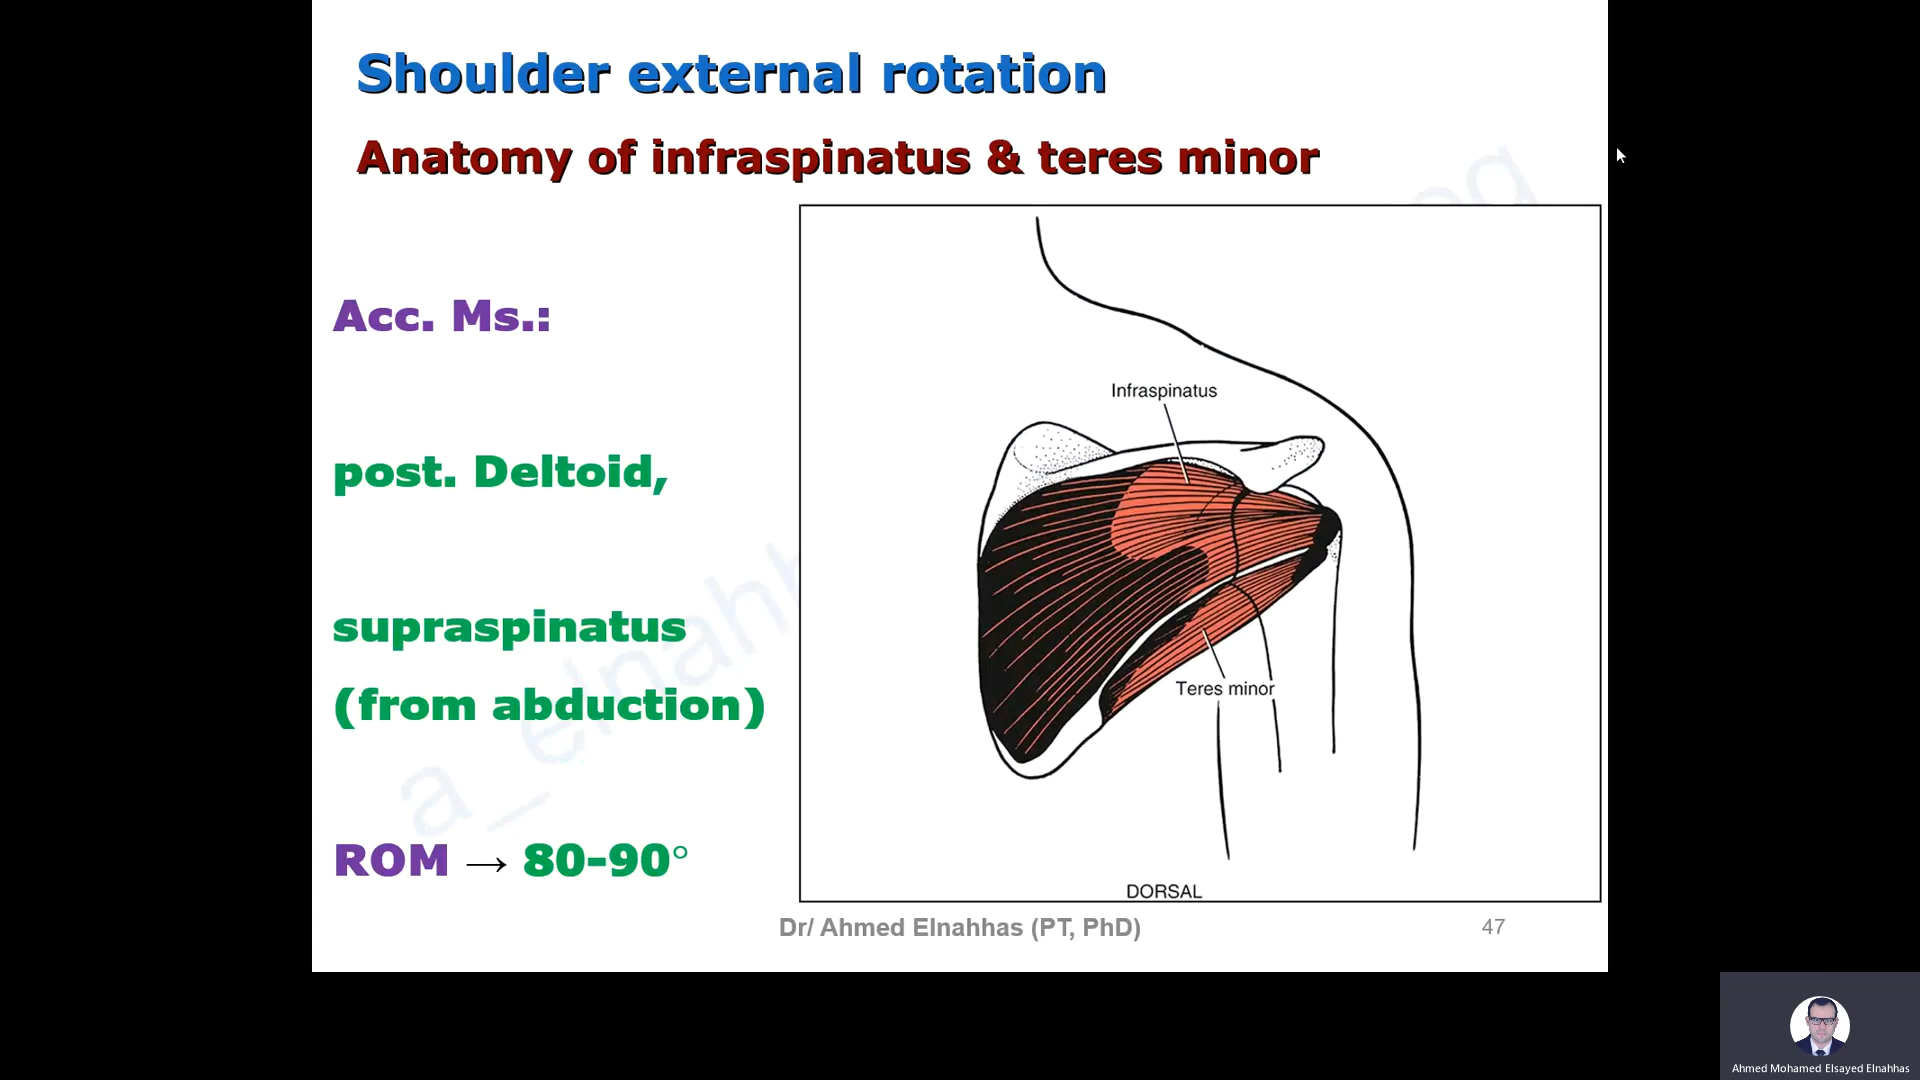 Shoulder external rotation
Anatomy of infraspinatus & teres minor
Acc. Ms.:
post. Deltoid,
supraspinatus
(from abduction)
ROM → 80-90°
Infraspinatus
Teres minor
DORSAL
a_elnahh
Dr/ Ahmed Elnahhas (PT, PhD)
47
Ahmed Mohamed Elsayed Elnahhas